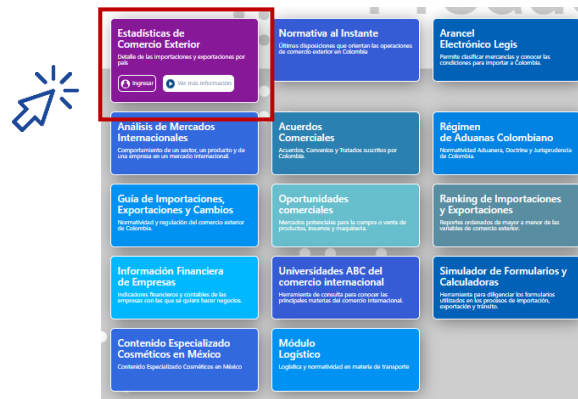 Estadísticas de
Comercio Exterior
Detalle de las importaciones y exportaciones por
país
Ingresar
Ver más información
Normativa al Instante
Últimas disposiciones que orientan las operaciones
de comercio exterior en Colombia
Arancel
Electrónico Legis
Permite clasificar mercancías y conocer las
condiciones para importar a Colombia.
Análisis de Mercados
Internacionales
Comportamiento de un sector, un producto y de
una empresa en un mercado internacional.
Acuerdos
Comerciales
Acuerdos, Convenios y Tratados suscritos por
Colombia.
Régimen
de Aduanas Colombiano
Normatividad Aduanera, Doctrina y Jurisprudencia
de Colombia.
Guía de Importaciones,
Exportaciones y Cambios
Normatividad y regulación del comercio exterior
de Colombia.
Oportunidades
comerciales
Mercados potenciales para la compra o venta de
productos, insumos y maquinaria.
Ranking de Importaciones
y Exportaciones
Reportes ordenados de mayor a menor de las
variables de comercio exterior.
Información Financiera
de Empresas
Indicadores financieros y contables de las
empresas con las que se quiera hacer negocios.
Universidades ABC del
comercio internacional
Herramienta de consulta para conocer las
principales materias del comercio internacional.
Simulador de Formularios y
Calculadoras
Herramienta para diligenciar los formularios
utilizados en los procesos de importación,
exportación y tránsito.
Contenido Especializado
Cosméticos en México
Contenido Especializado Cosméticos en México
Módulo
Logístico
Logística y normatividad en materia de transporte